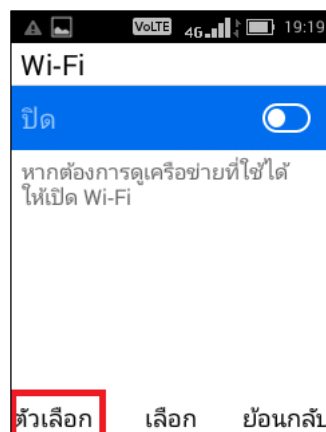 VoLTE 4G 19:19
Wi-Fi
ปิด
หากต้องการดูเครือข่ายที่ใช้ได้
ให้เปิด Wi-Fi
ตัวเลือก เลือก ย้อนกลับ